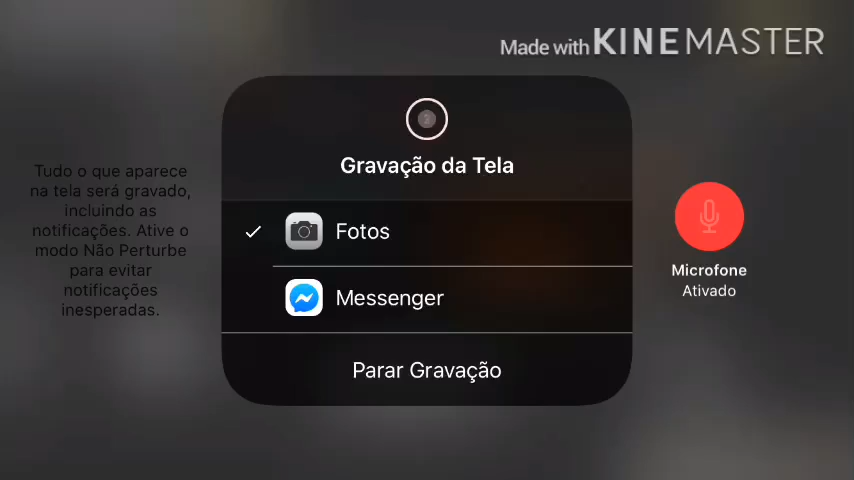 Made with KINEMASTER
Gravação da Tela
Tudo o que aparece
na tela será gravado,
incluindo as
notificações. Ative o
modo Não Perturbe
para evitar
notificações
inesperadas.
Fotos
Messenger
Parar Gravação
Microfone
Ativado